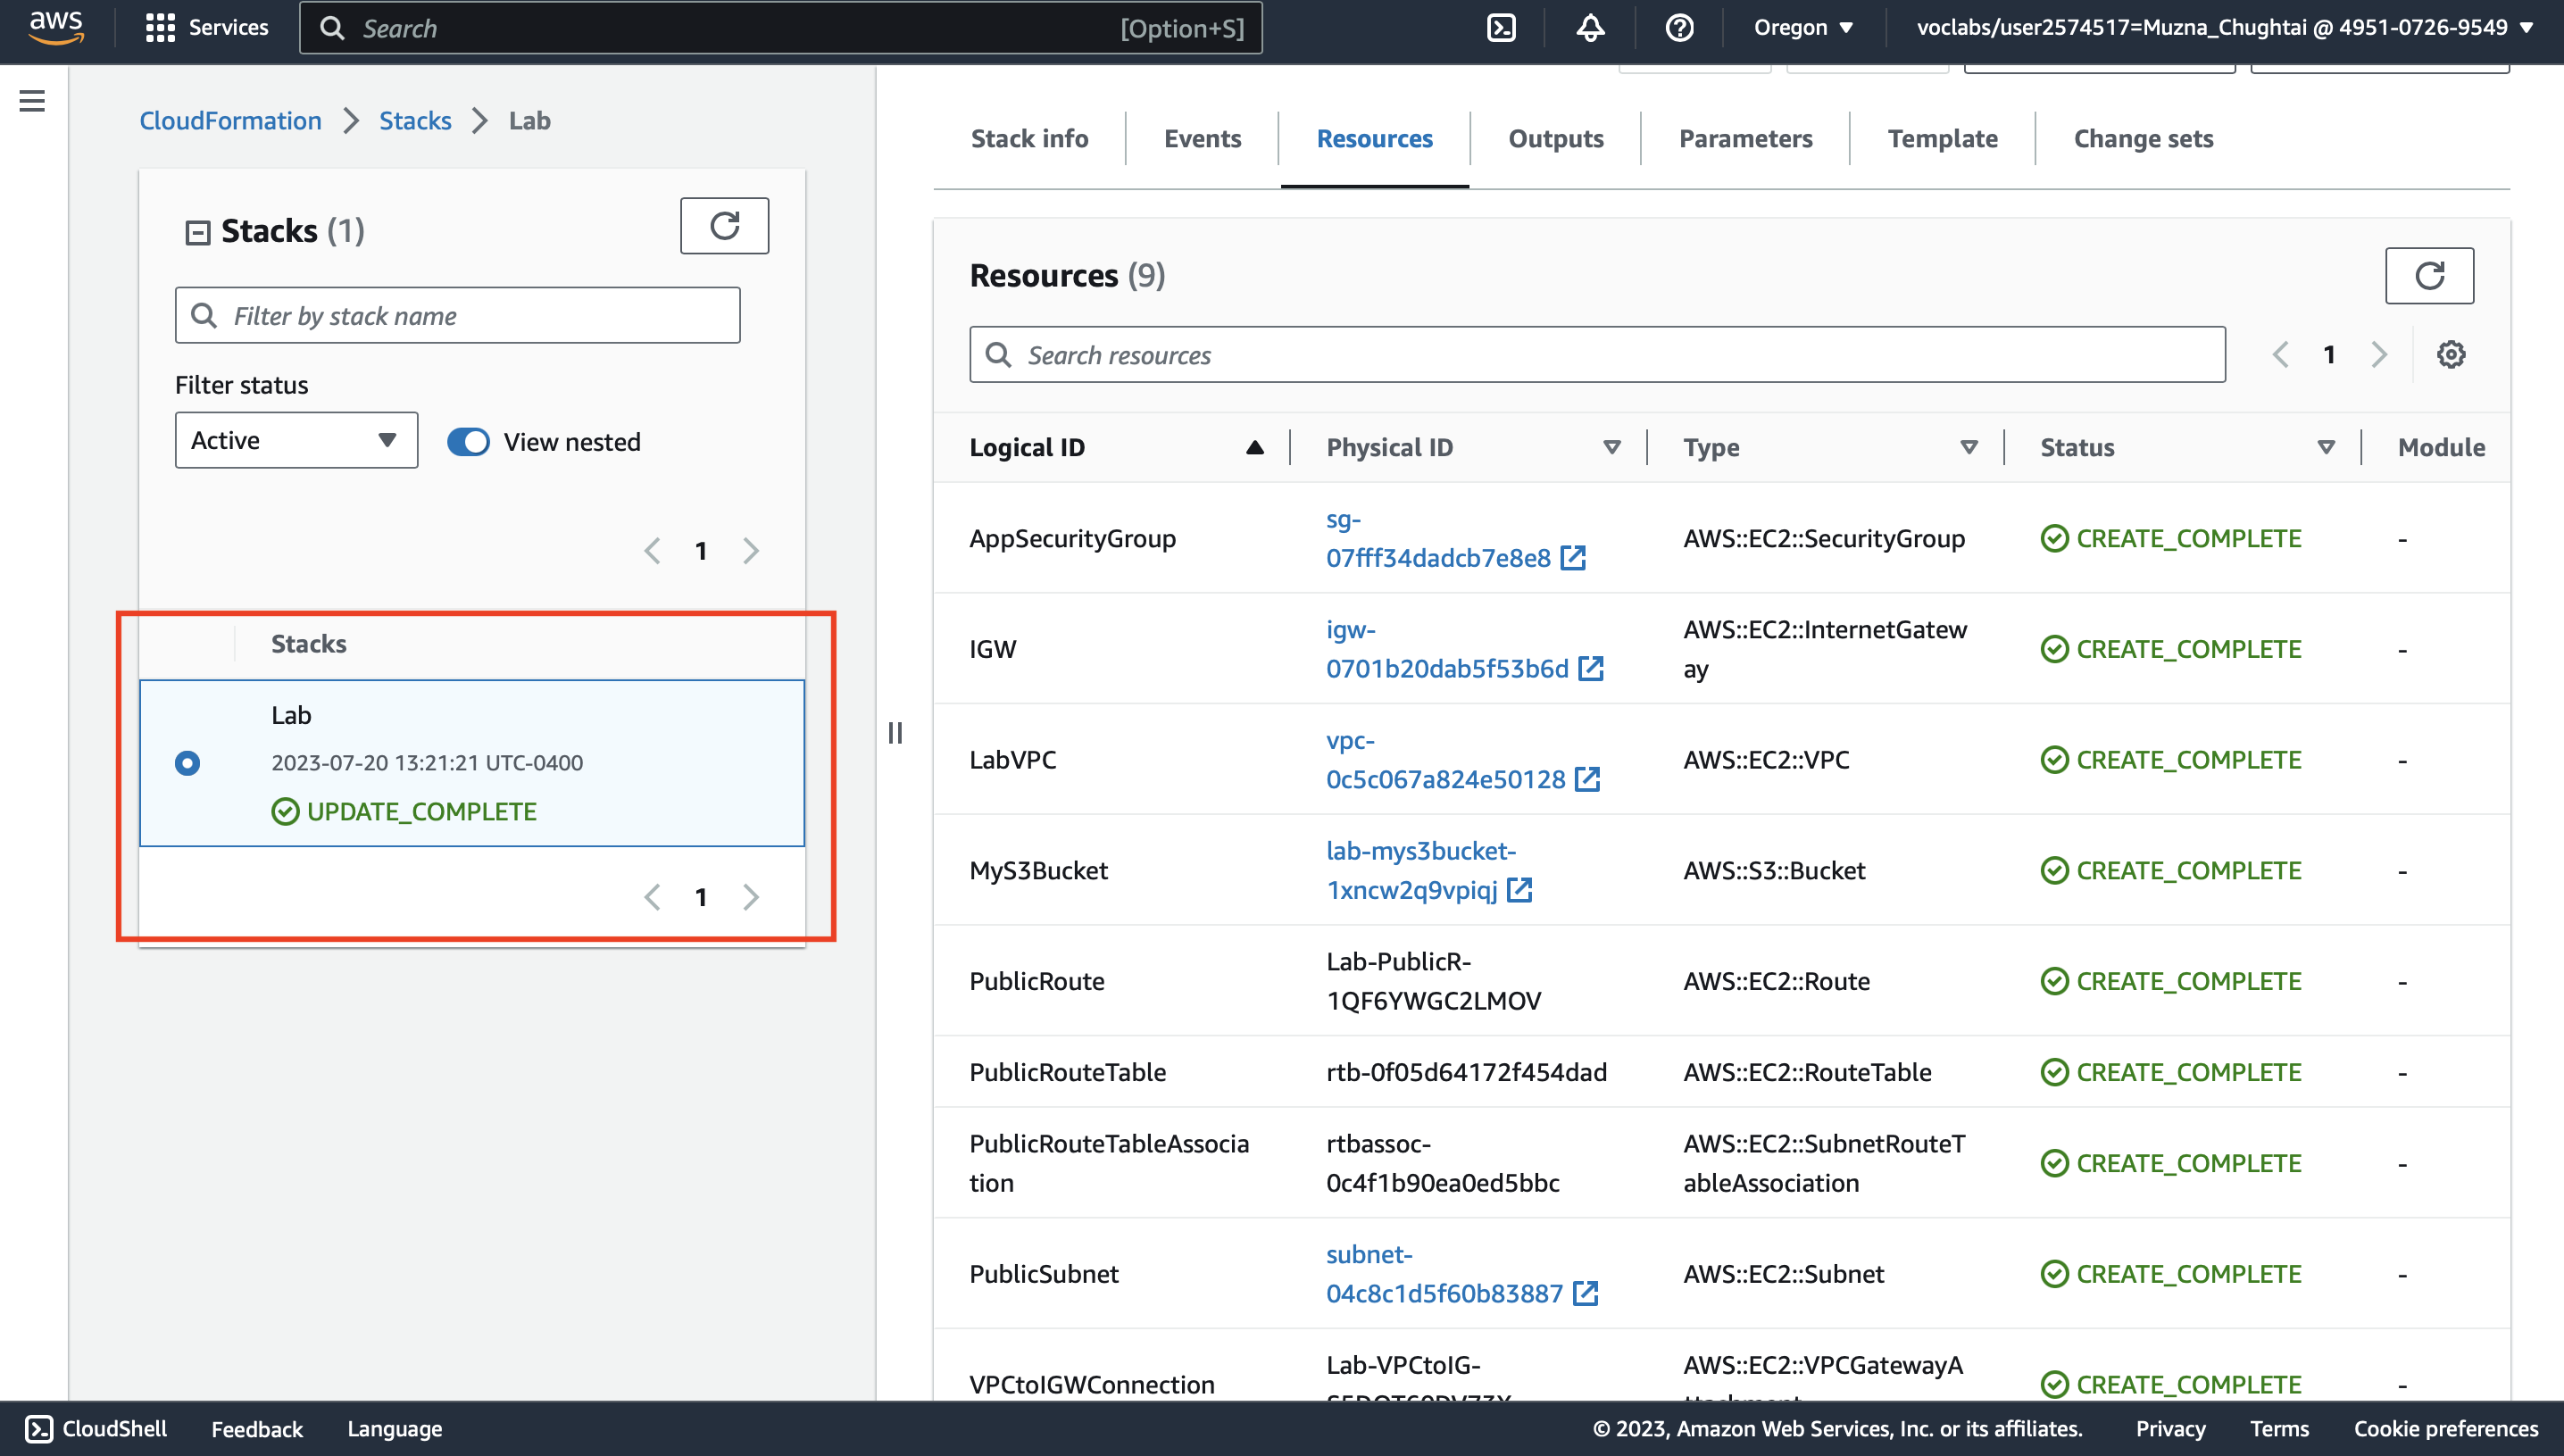 aws
Services
Search
[Option+S]
Oregon
voclabs/user2574517=Muzna_Chughtai @ 4951-0726-9549
CloudFormation
Stacks
Lab
Stacks (1)
Filter by stack name
Filter status
Active
View nested
1
Stacks
Lab
2023-07-20 13:21:21 UTC-0400
UPDATE_COMPLETE
1
Stack info
Events
Resources
Outputs
Parameters
Template
Change sets
Resources (9)
Search resources
1
Logical ID
Physical ID
Type
Status
Module
AppSecurityGroup
sg-
07fff34dadcb7e8e8
AWS::EC2::SecurityGroup
CREATE_COMPLETE
-
IGW
igw-
0701b20dab5f53b6d
AWS::EC2::InternetGatew
ay
CREATE_COMPLETE
-
LabVPC
vpc-
0c5c067a824e50128
AWS::EC2::VPC
CREATE_COMPLETE
-
MyS3Bucket
lab-mys3bucket-
1xncw2q9vpiqj
AWS::S3::Bucket
CREATE_COMPLETE
-
PublicRoute
Lab-PublicR-
1QF6YWGC2LMOV
AWS::EC2::Route
CREATE_COMPLETE
-
PublicRouteTable
rtb-0f05d64172f454dad
AWS::EC2::RouteTable
CREATE_COMPLETE
-
PublicRouteTableAssocia
tion
rtbassoc-
0c4f1b90ea0ed5bbc
AWS::EC2::SubnetRouteT
ableAssociation
CREATE_COMPLETE
-
PublicSubnet
subnet-
04c8c1d5f60b83887
AWS::EC2::Subnet
CREATE_COMPLETE
-
VPCtoIGWConnection
Lab-VPCtoIG-
AWS::EC2::VPCGatewayA
CREATE_COMPLETE
-
CloudShell
Feedback
Language
© 2023, Amazon Web Services, Inc. or its affiliates.
Privacy
Terms
Cookie preferences